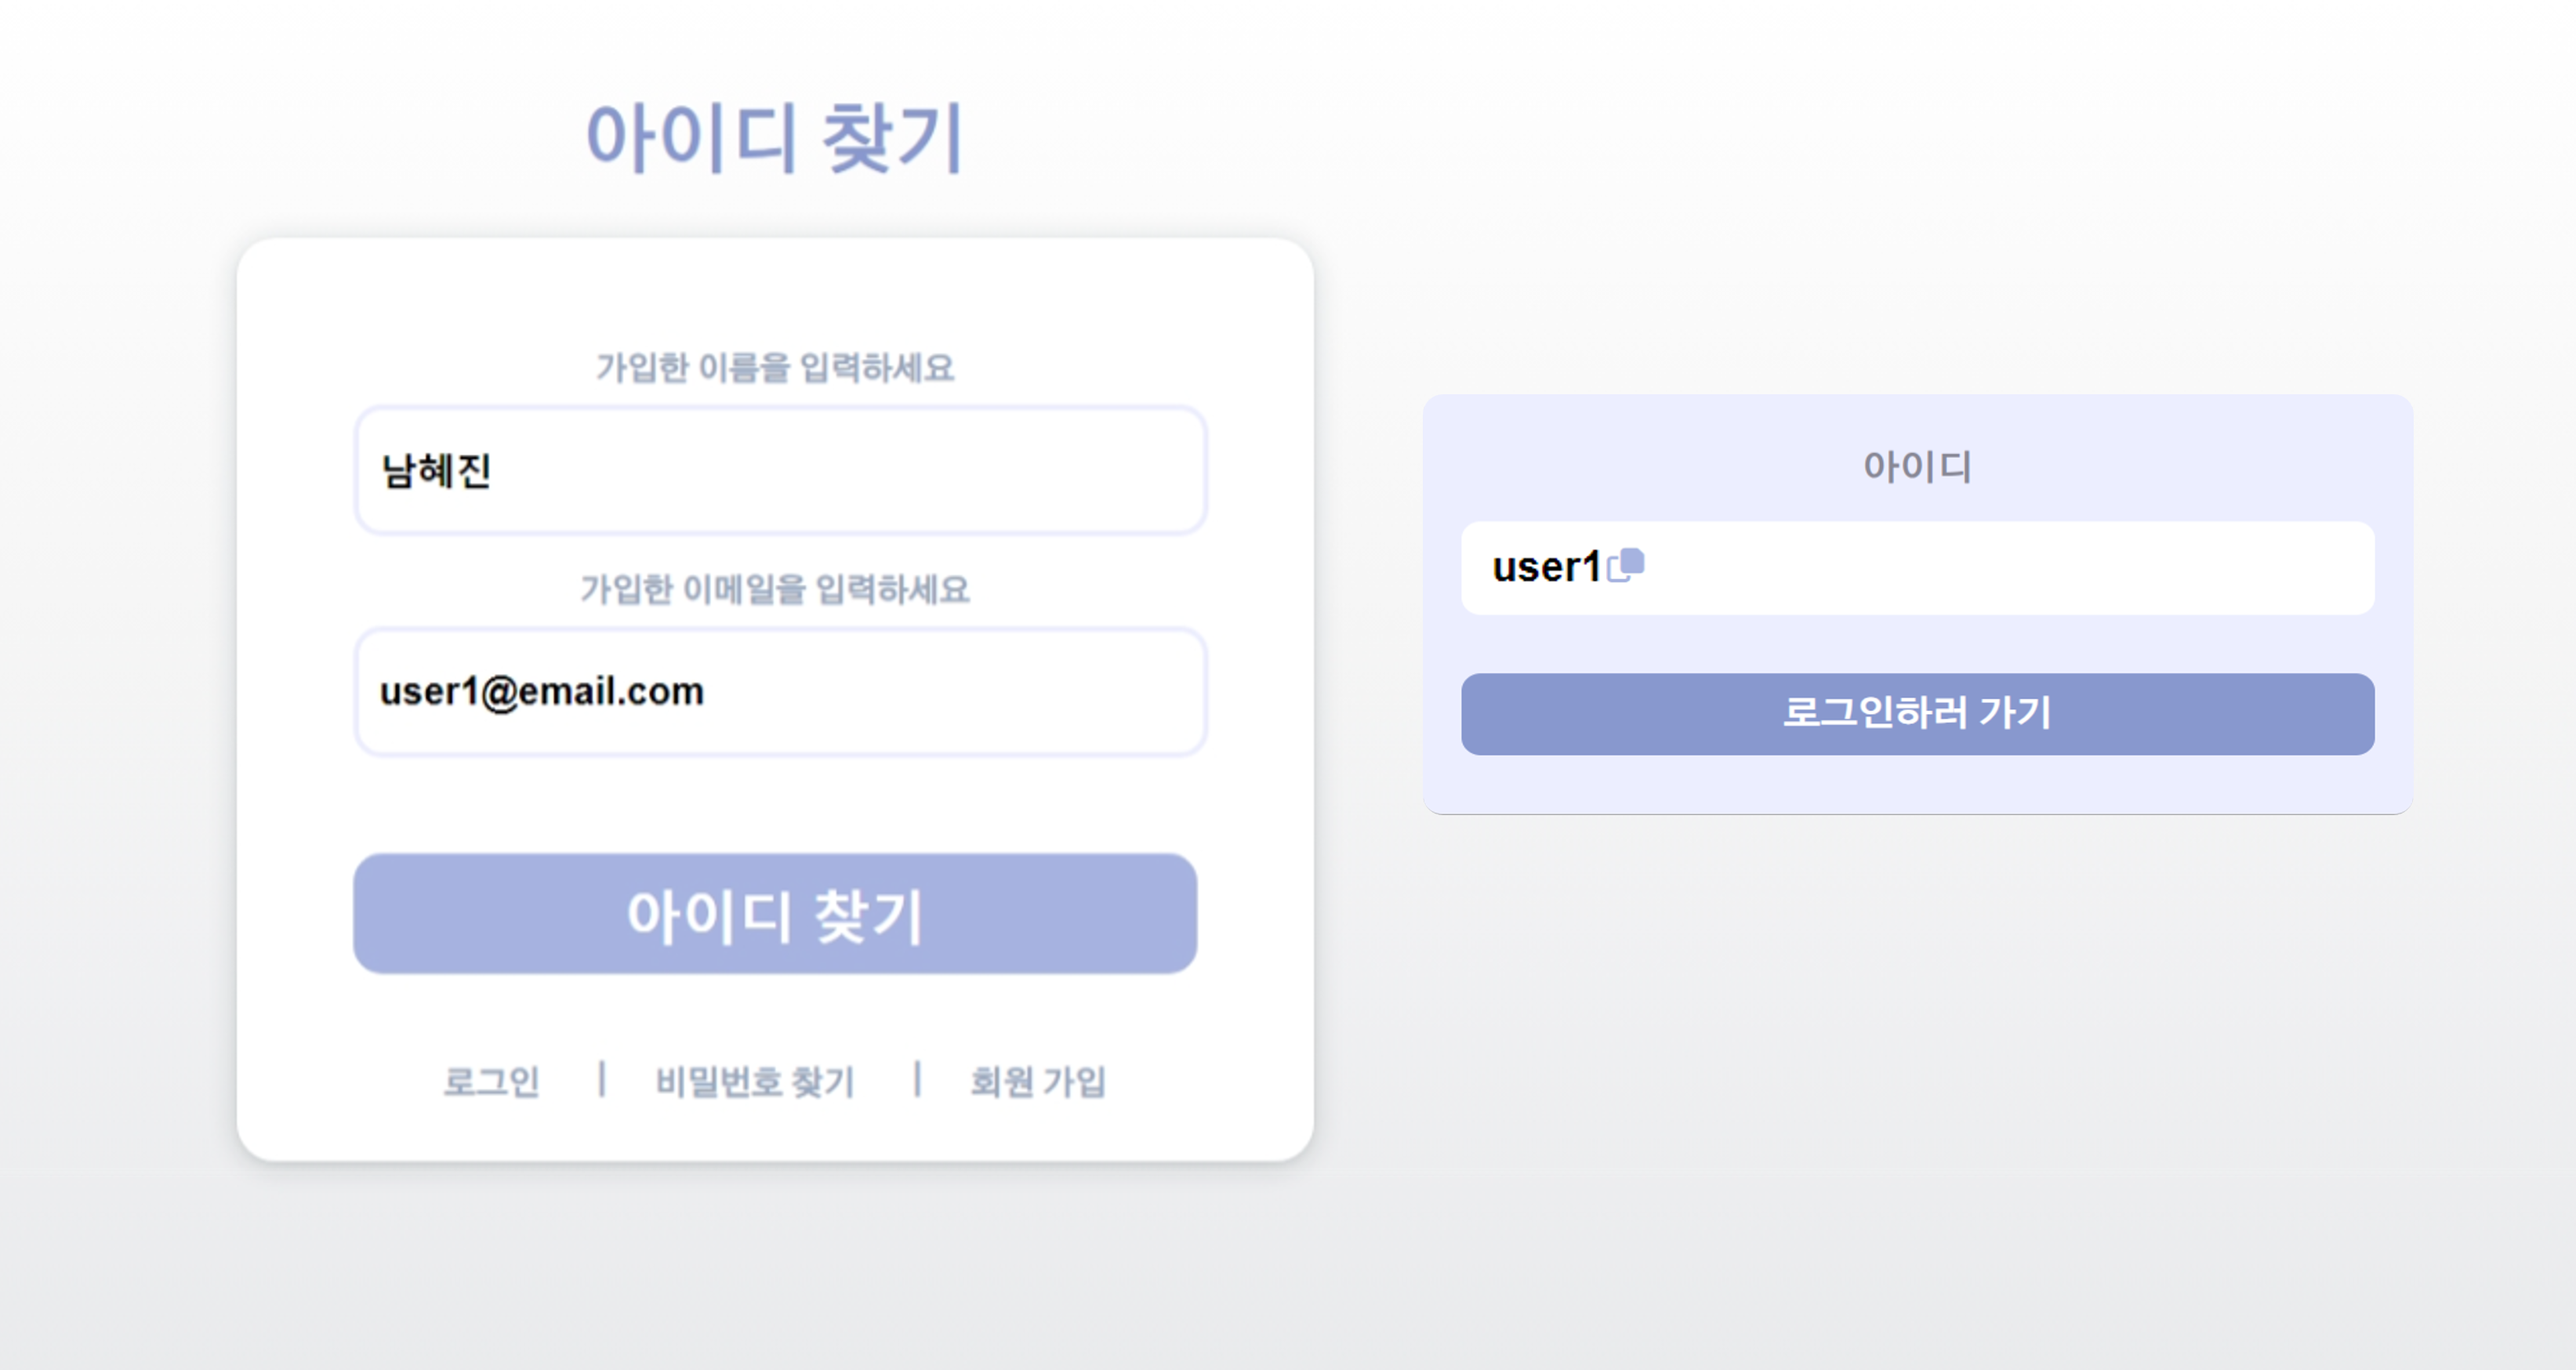 아이디 찾기
가입한 이름을 입력하세요
남혜진
가입한 이메일을 입력하세요
user1@email.com
아이디 찾기
로그인 | 비밀번호 찾기 | 회원 가입
아이디
user1
로그인하러 가기